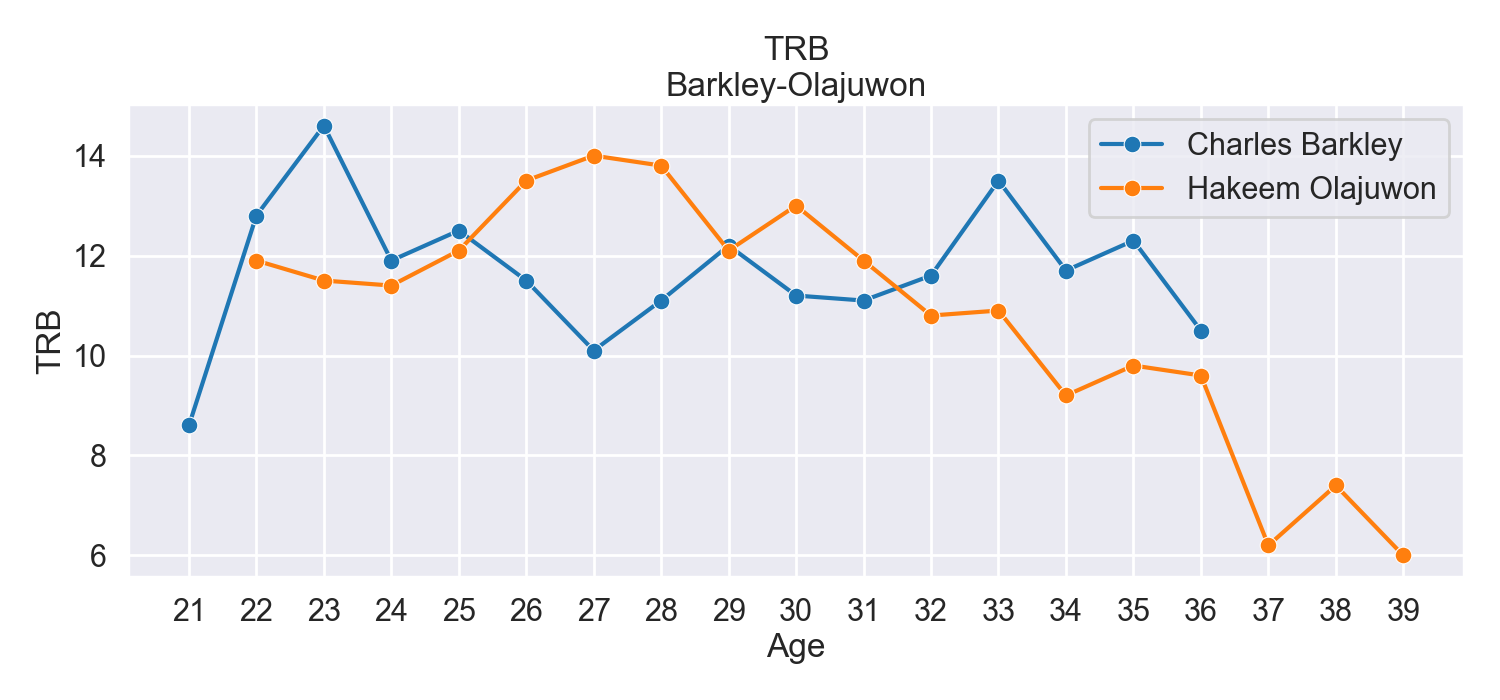 TRB
Barkley-Olajuwon
Charles Barkley
Hakeem Olajuwon
TRB
14
12
10
8
6
21 22 23 24 25 26 27 28 29 30 31 32 33 34 35 36 37 38 39
Age